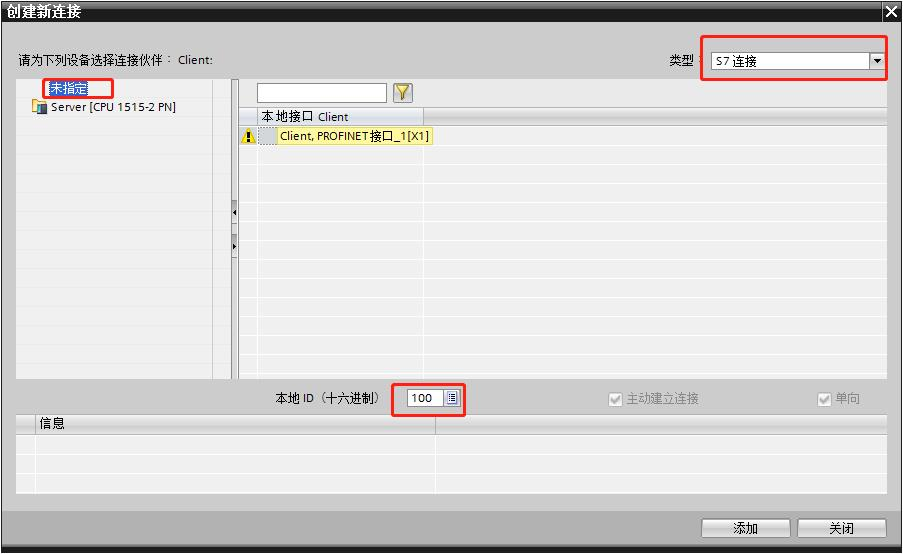 创建新连接
请为下列设备选择连接伙伴： Client:
类型：
S7 连接
未指定
Server [CPU 1515-2 PN]
本地接口 Client
Client, PROFINET接口_1[X1]
本地 ID（十六进制）
100
主动建立连接
单向
信息
添加
关闭